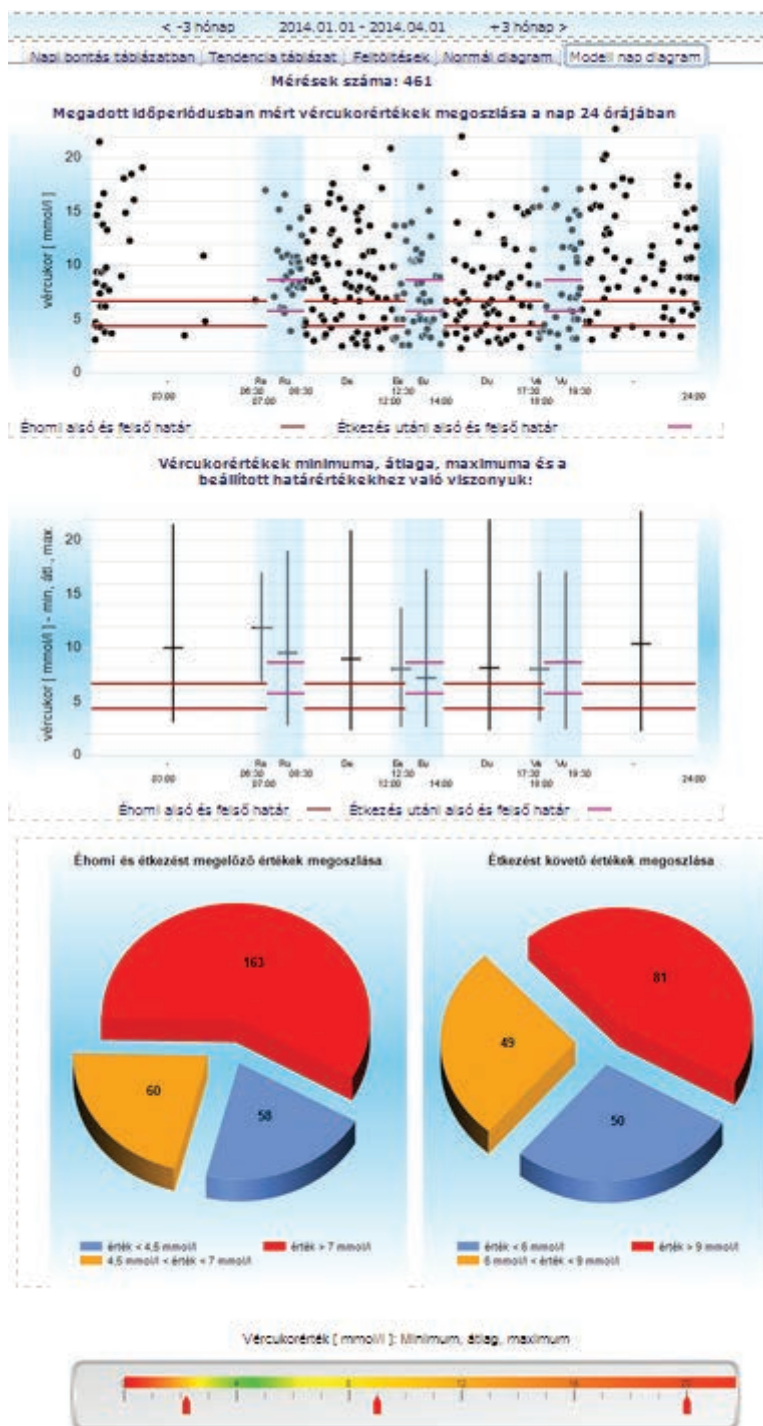 < -3 hónap 2014.01.01 - 2014.04.01 +3 hónap >
Napi bontás táblázatban Tendencia táblázat Feltöltések Normál diagram Modell nap diagram
Mérések száma: 461
Megadott időperiódusban mért vércukorértékek megoszlása a nap 24 órájában
vércukor [ mmol/l ]
20
15
10
5
0
- Re Ru De Ee Eu Du Ve Vu -
03:00 06:30 07:00 08:30 12:00 12:30 14:00 17:30 18:00 19:30 24:00
Éhomi alsó és felső határ Étkezés utáni alsó és felső határ
Vércukorértékek minimuma, átlaga, maximuma és a
beállított határértékekhez való viszonyuk:
vércukor [ mmol/l ] - min, átl., max.
20
15
10
5
0
- Re Ru De Ee Eu Du Ve Vu -
03:00 06:30 07:00 08:30 12:00 12:30 14:00 17:30 18:00 19:30 24:00
Éhomi alsó és felső határ Étkezés utáni alsó és felső határ
Éhomi és étkezést megelőző értékek megoszlása
163
60
58
érték < 4,5 mmol/l érték > 7 mmol/l
4,5 mmol/l < érték < 7 mmol/l
Étkezést követő értékek megoszlása
81
49
50
érték < 6 mmol/l érték > 9 mmol/l
6 mmol/l < érték < 9 mmol/l
Vércukorérték [ mmol/l ]: Minimum, átlag, maximum